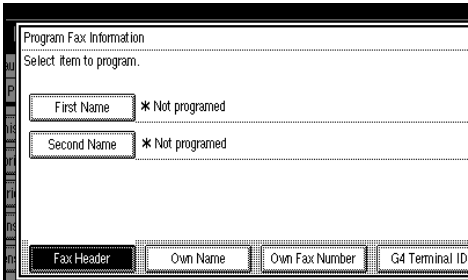 Program Fax Information
Select item to program.
First Name * Not programed
Second Name * Not programed
Fax Header Own Name Own Fax Number G4 Terminal ID